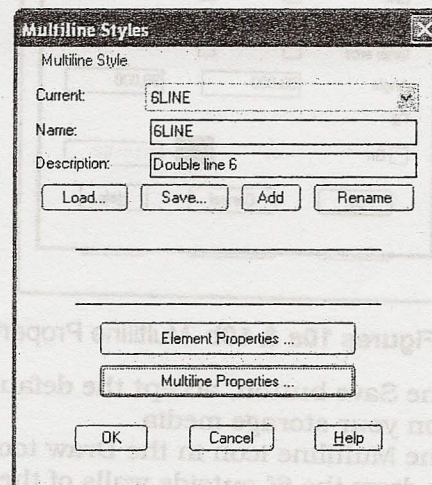 Multiline Styles
Multiline Style
Current: 6LINE
Name: 6LINE
Description: Double line 6
Load... Save... Add Rename
Element Properties ...
Multiline Properties ...
OK Cancel Help